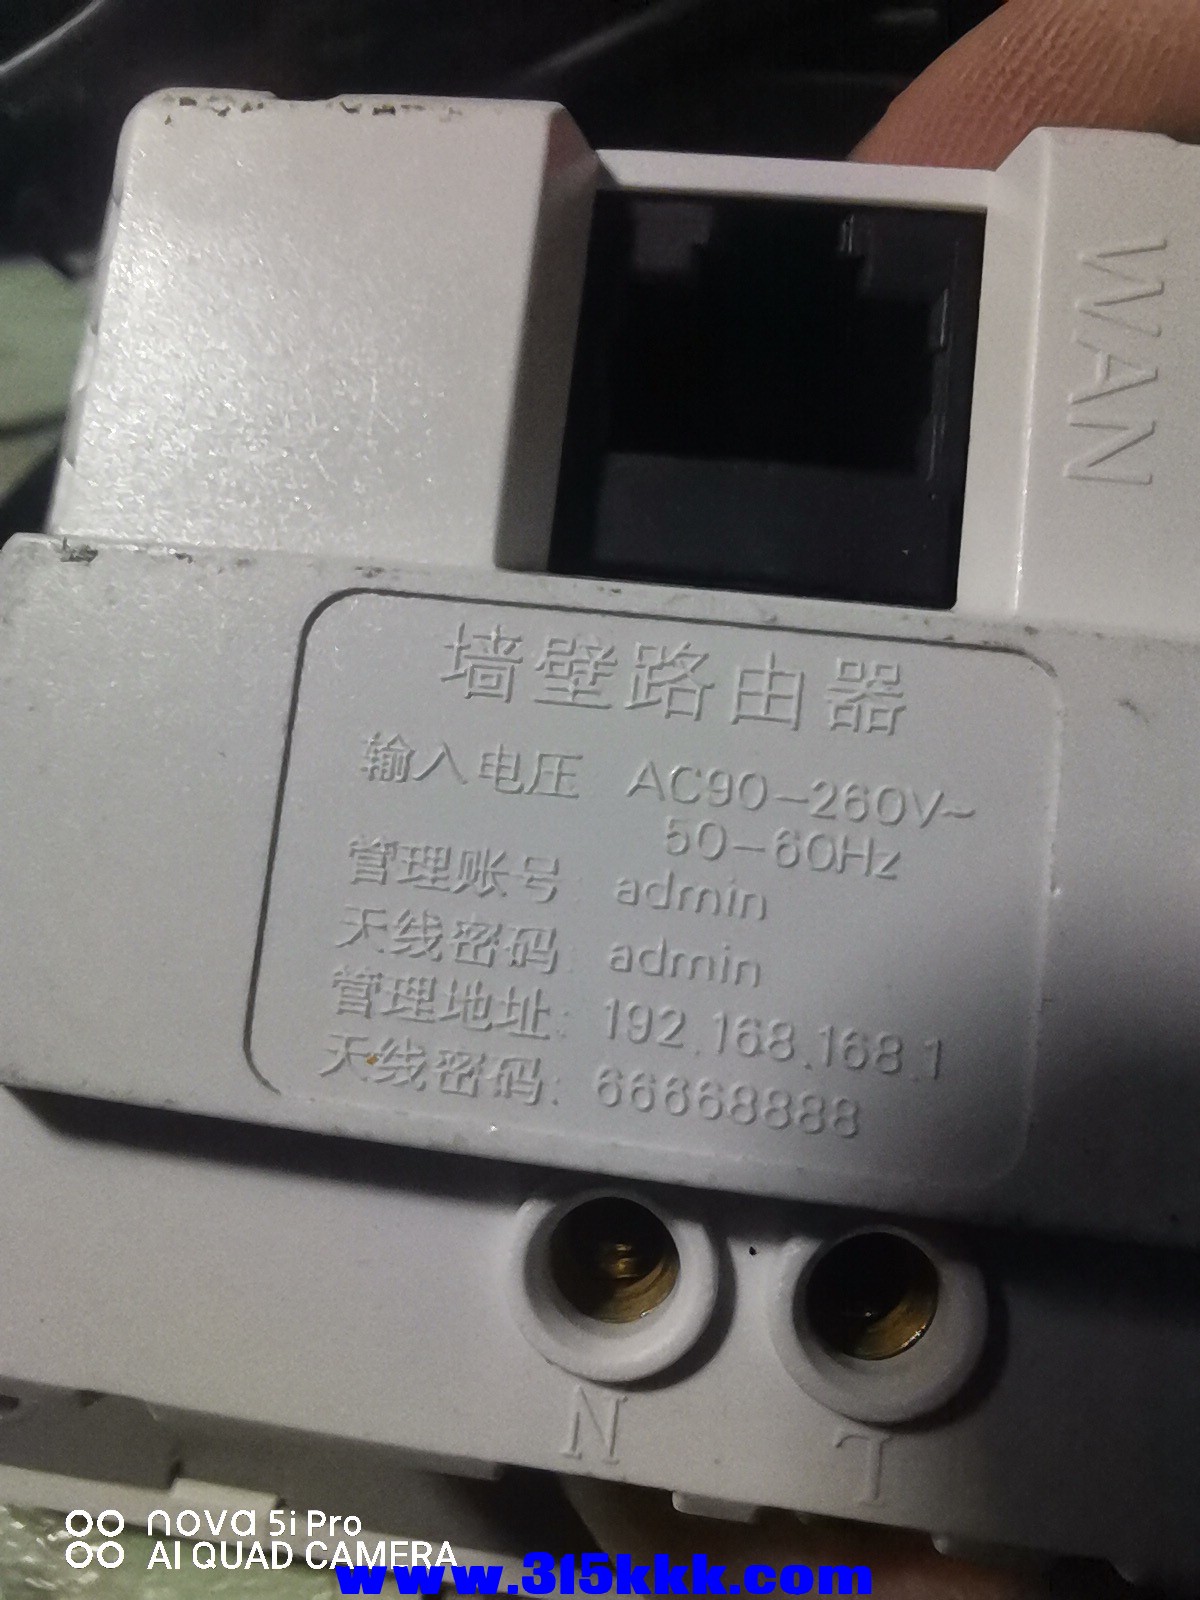 WAN
墙壁路由器
输入电压 AC90-260V~
50-60Hz
管理账号: admin
天线密码: admin
管理地址: 192.168.168.1
天线密码: 66668888
N
L
nova 5i Pro
AI QUAD CAMERA
www.315kkk.com